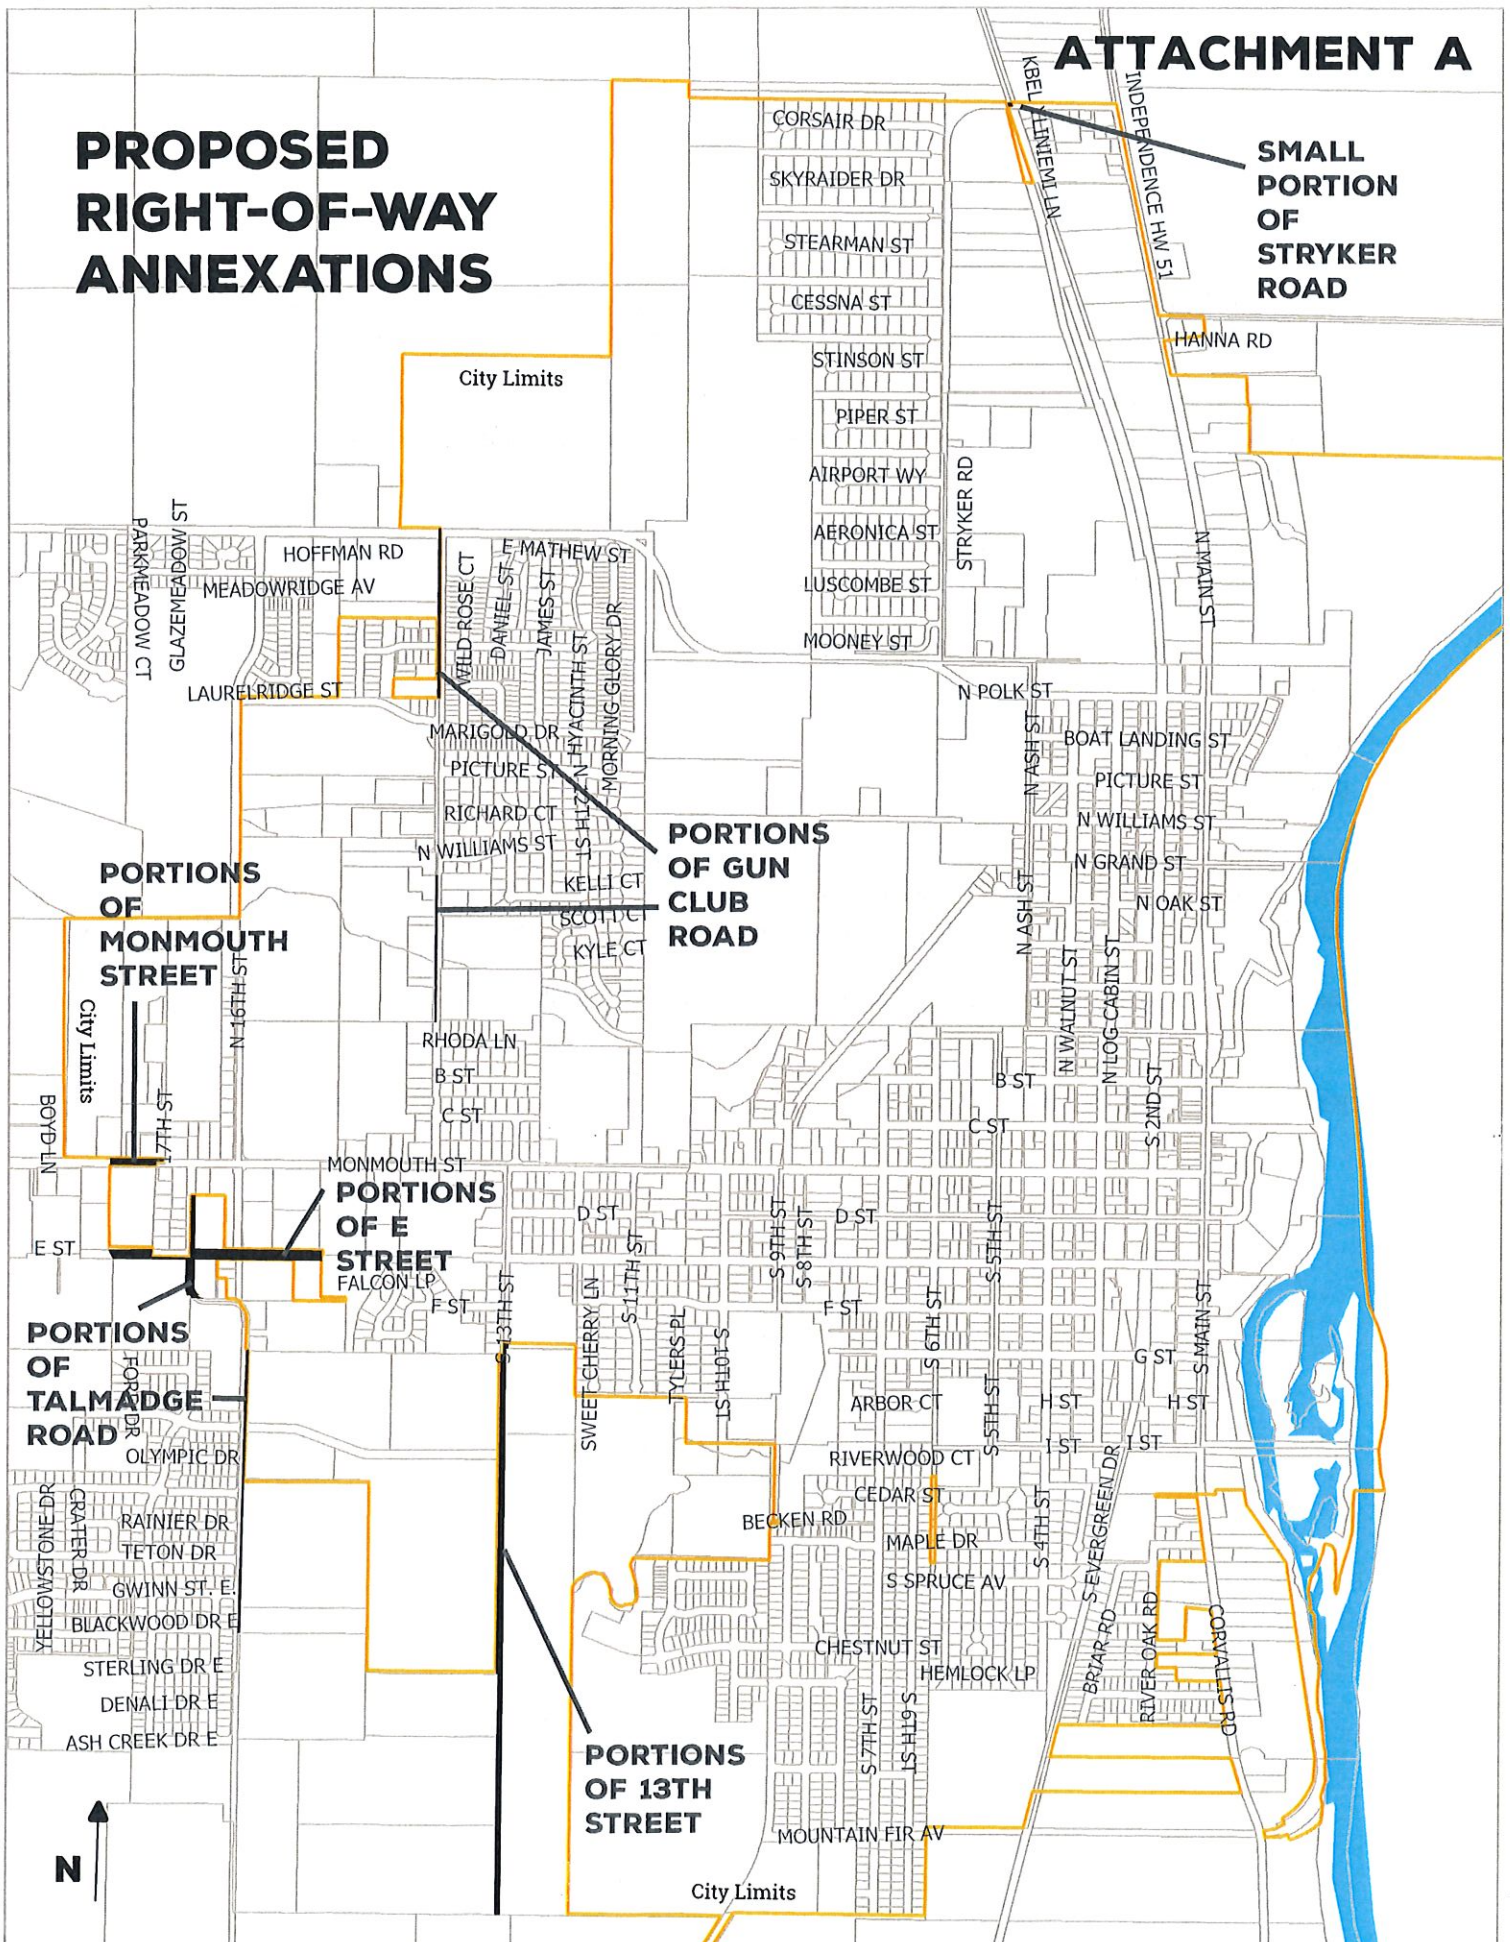 ATTACHMENT A
PROPOSED
RIGHT-OF-WAY
ANNEXATIONS
SMALL
PORTION
OF
STRYKER
ROAD
INDEPENDENCE HW 51
CORSAIR DR
SKYRAIDER DR
STEARMAN ST
CESSNA ST
STINSON ST
PIPER ST
AIRPORT WY
AERONICA ST
LUSCOMBE ST
MOONEY ST
STRYKER RD
HANNA RD
N MAIN ST
City Limits
PARKMEADOW CT
GLAZEMEADOW ST
HOFFMAN RD
MEADOWRIDGE AV
LAURELRIDGE ST
WILD ROSE CT
DANIEL ST
E MATHEW ST
JAMES ST
N HYACINTH ST
MORNING GLORY DR
MARIGOLD DR
PICTURE ST
RICHARD CT
N WILLIAMS ST
N 12TH ST
KELLI CT
SCOTT CT
KYLE CT
PORTIONS
OF GUN
CLUB
ROAD
N POLK ST
N ASH ST
BOAT LANDING ST
PICTURE ST
N WILLIAMS ST
N GRAND ST
N OAK ST
N ASH ST
N WALNUT ST
N LOG CABIN ST
PORTIONS
OF
MONMOUTH
STREET
City Limits
N 16TH ST
17TH ST
BOYD LN
RHODA LN
B ST
C ST
B ST
C ST
S 2ND ST
MONMOUTH ST
PORTIONS
OF E
STREET
E ST
FALCON LP
F ST
S 13TH ST
D ST
S 11TH ST
SWEET CHERRY LN
TYLERS PL
S 10TH ST
S 9TH ST
S 8TH ST
D ST
F ST
S 6TH ST
S 5TH ST
S MAIN ST
G ST
H ST
H ST
I ST
I ST
ARBOR CT
S 5TH ST
RIVERWOOD CT
CEDAR ST
BECKEN RD
MAPLE DR
S 4TH ST
S EVERGREEN DR
S SPRUCE AV
CHESTNUT ST
HEMLOCK LP
BRIAR RD
RIVER OAK RD
CORVALLIS RD
S 7TH ST
S 6TH ST
MOUNTAIN FIR AV
PORTIONS
OF
TALMADGE
ROAD
FORD DR
OLYMPIC DR
YELLOWSTONE DR
CRATER DR
RAINIER DR
TETON DR
GWINN ST. E.
BLACKWOOD DR E
STERLING DR E
DENALI DR E
ASH CREEK DR E
PORTIONS
OF 13TH
STREET
City Limits
N